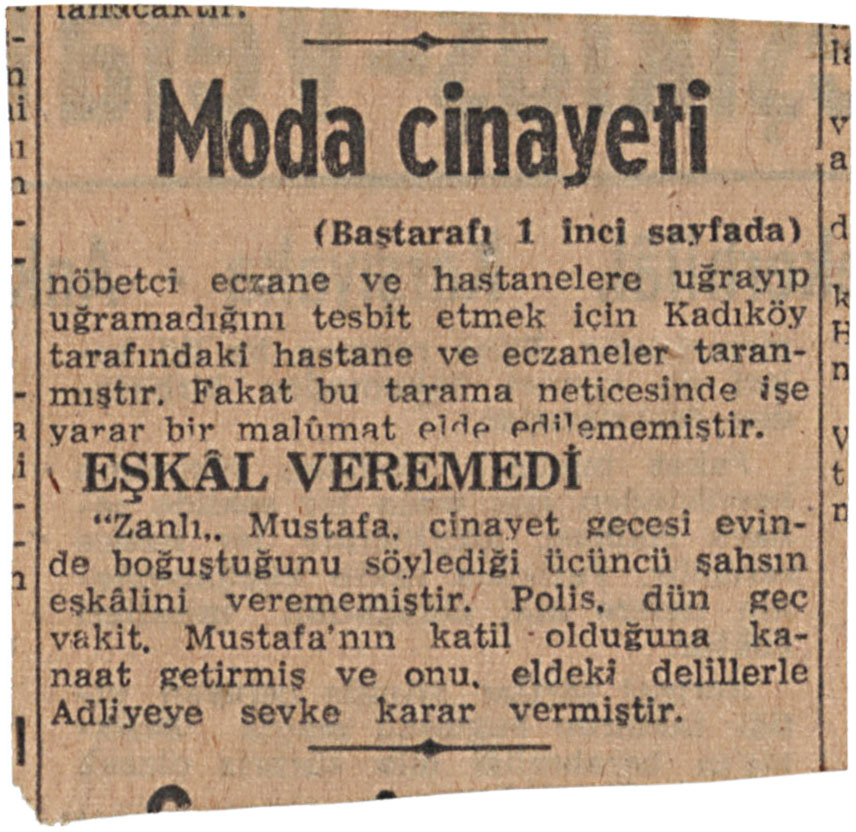 Moda cinayeti
(Baştarafı 1 inci sayfada)
nöbetçi eczane ve hastanelere uğrayıp
uğramadığını tesbit etmek için Kadıköy
tarafındaki hastane ve eczaneler taran-
mıştır. Fakat bu tarama neticesinde işe
yarar bir malûmat elde edilememiştir.
EŞKÂL VEREMEDİ
“Zanlı,, Mustafa, cinayet gecesi evin-
de boğuştuğunu söylediği üçüncü şahsın
eşkâlini verememiştir. Polis, dün geç
vakit, Mustafa'nın katil olduğuna ka-
naat getirmiş ve onu, eldeki delillerle
Adliyeye sevke karar vermiştir.